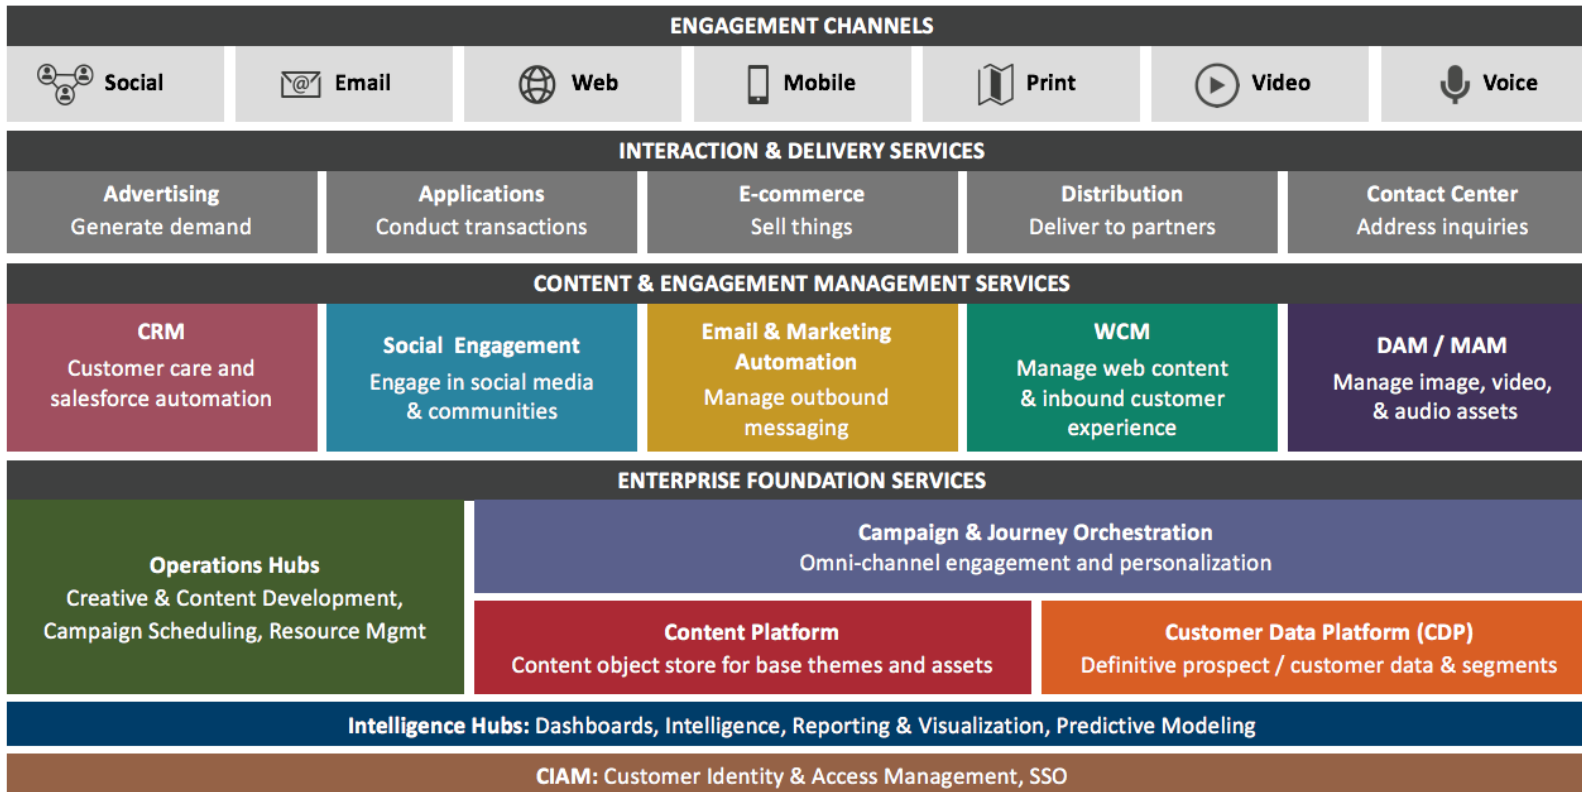 ENGAGEMENT CHANNELS
Social
@
Email
Web
Mobile
Print
Video
Voice
INTERACTION & DELIVERY SERVICES
Advertising
Generate demand
Applications
Conduct transactions
E-commerce
Sell things
Distribution
Deliver to partners
Contact Center
Address inquiries
CONTENT & ENGAGEMENT MANAGEMENT SERVICES
CRM
Customer care and
salesforce automation
Social Engagement
Engage in social media
& communities
Email & Marketing
Automation
Manage outbound
messaging
WCM
Manage web content
& inbound customer
experience
DAM / MAM
Manage image, video,
& audio assets
ENTERPRISE FOUNDATION SERVICES
Operations Hubs
Creative & Content Development,
Campaign Scheduling, Resource Mgmt
Campaign & Journey Orchestration
Omni-channel engagement and personalization
Content Platform
Content object store for base themes and assets
Customer Data Platform (CDP)
Definitive prospect / customer data & segments
Intelligence Hubs: Dashboards, Intelligence, Reporting & Visualization, Predictive Modeling
CIAM: Customer Identity & Access Management, SSO